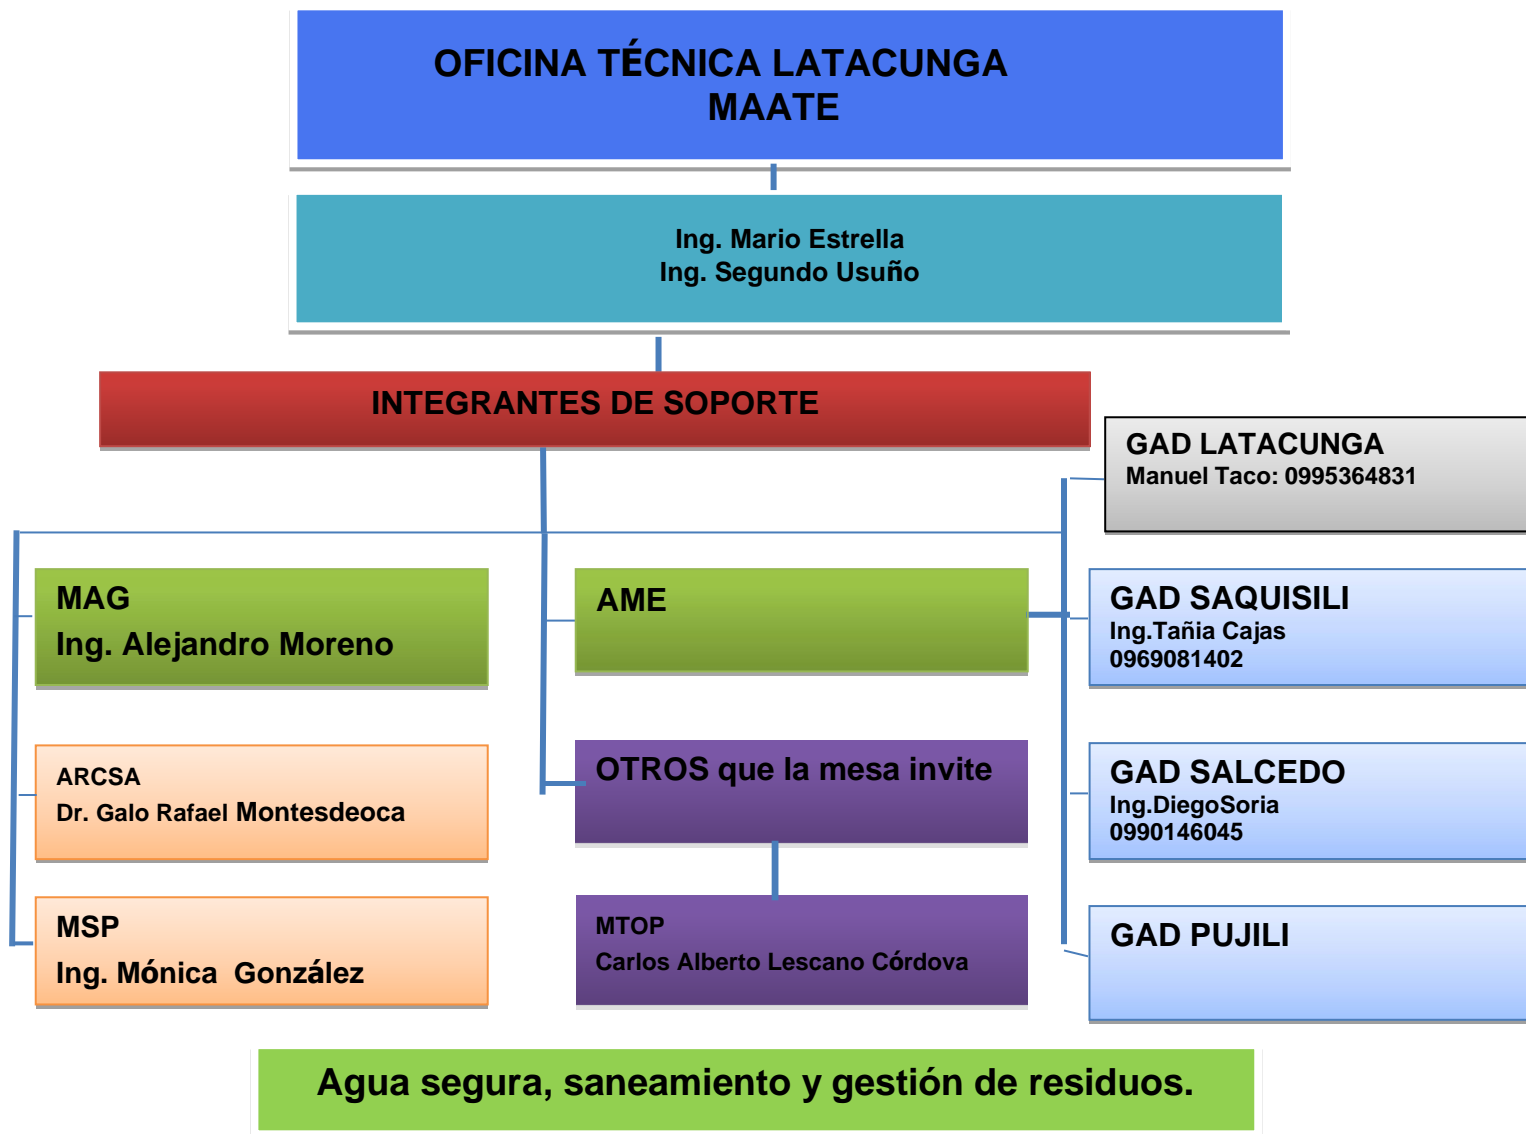 OFICINA TÉCNICA LATACUNGA
MAATE
Ing. Mario Estrella
Ing. Segundo Usuño
INTEGRANTES DE SOPORTE
GAD LATACUNGA
Manuel Taco: 0995364831
MAG
Ing. Alejandro Moreno
AME
GAD SAQUISILI
Ing.Tañia Cajas
0969081402
ARCSA
Dr. Galo Rafael Montesdeoca
OTROS que la mesa invite
GAD SALCEDO
Ing.DiegoSoria
0990146045
MSP
Ing. Mónica  González
MTOP
Carlos Alberto Lescano Córdova
GAD PUJILI
Agua segura, saneamiento y gestión de residuos.